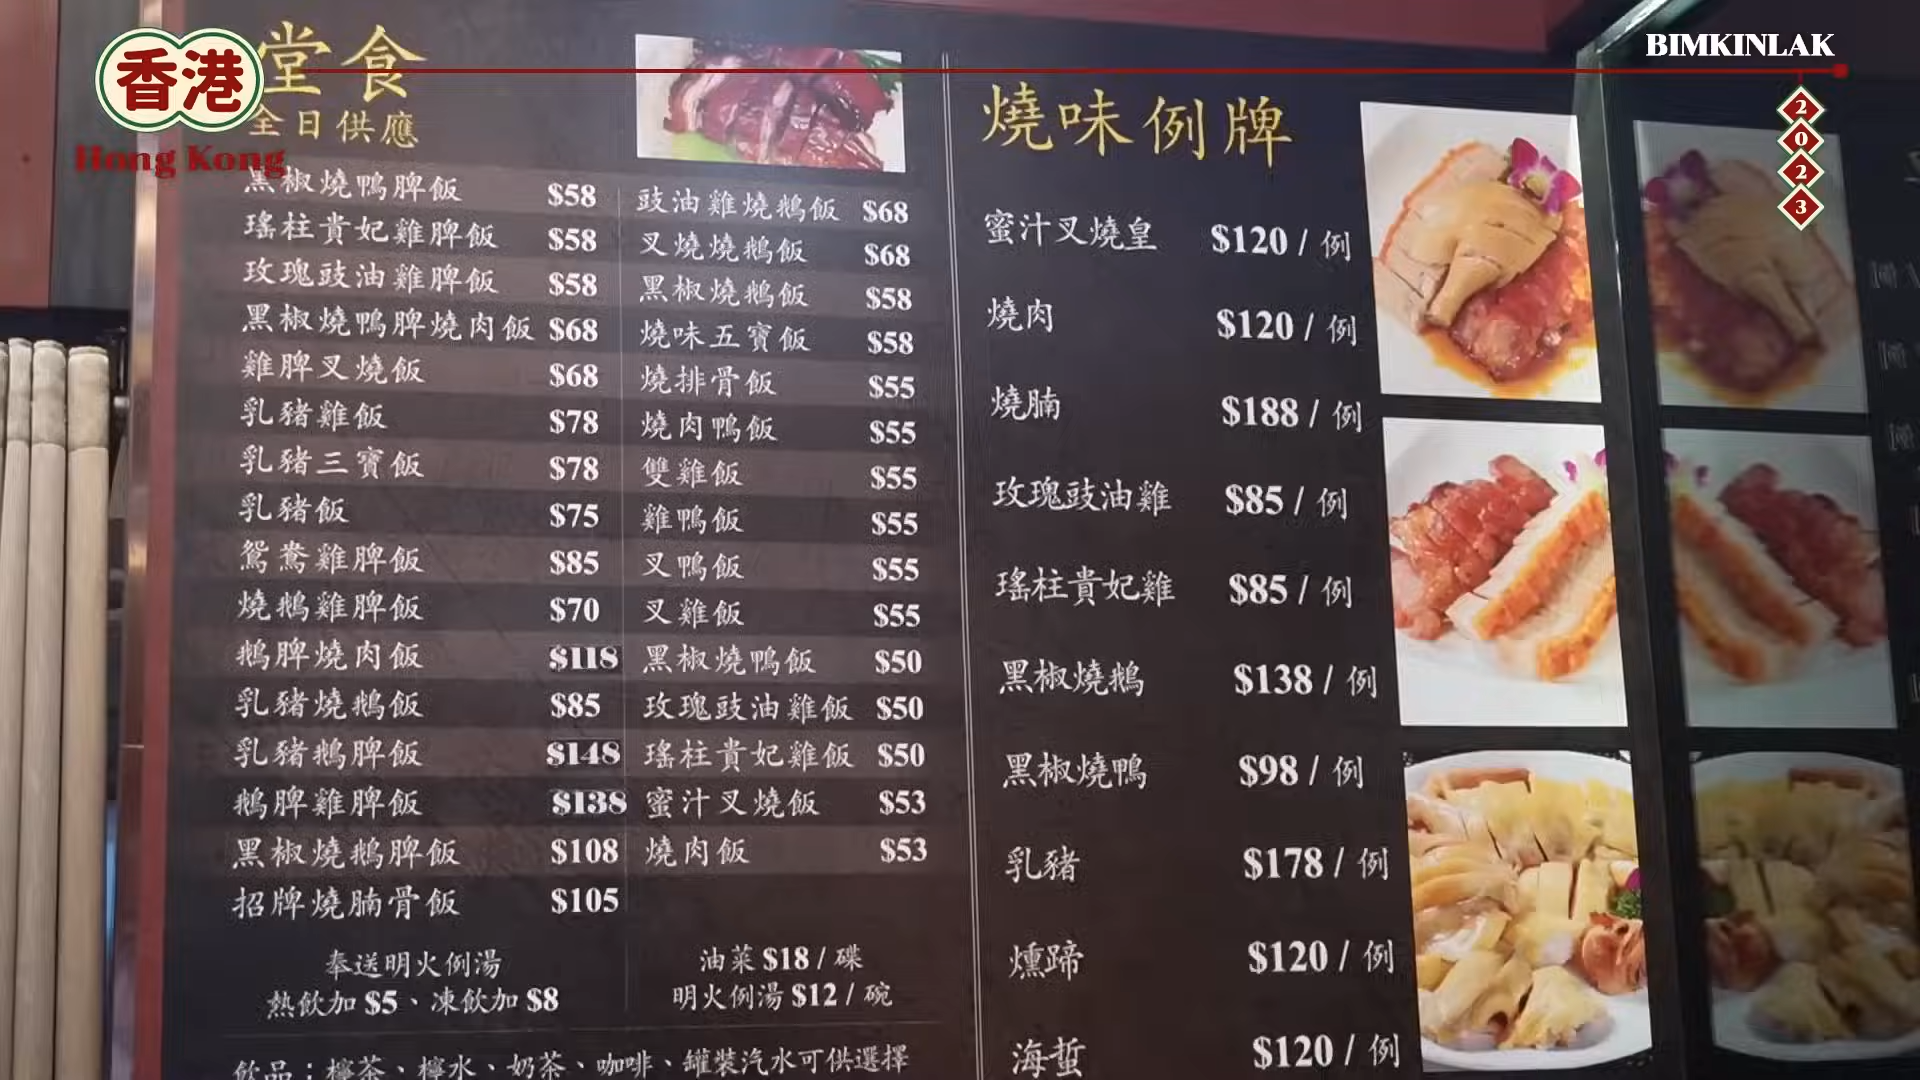 香港
Hong Kong
BIMKINLAK
2023
堂食
全日供應
黑椒燒鴨脾飯 $58
瑤柱貴妃雞脾飯 $58
玫瑰豉油雞脾飯 $58
黑椒燒鴨脾燒肉飯 $68
雞脾叉燒飯 $68
乳豬雞飯 $78
乳豬三寶飯 $78
乳豬飯 $75
鴛鴦雞脾飯 $85
燒鵝雞脾飯 $70
鵝脾燒肉飯 $118
乳豬燒鵝飯 $85
乳豬鵝脾飯 $148
鵝脾雞脾飯 $138
黑椒燒鵝脾飯 $108
招牌燒腩骨飯 $105
奉送明火例湯
熱飲加 $5、凍飲加 $8
豉油雞燒鵝飯 $68
叉燒燒鵝飯 $68
黑椒燒鵝飯 $58
燒味五寶飯 $58
燒排骨飯 $55
燒肉鴨飯 $55
雙雞飯 $55
雞鴨飯 $55
叉鴨飯 $55
叉雞飯 $55
黑椒燒鴨飯 $50
玫瑰豉油雞飯 $50
瑤柱貴妃雞飯 $50
蜜汁叉燒飯 $53
燒肉飯 $53
油菜 $18 / 碟
明火例湯 $12 / 碗
飲品：檸茶、檸水、奶茶、咖啡、罐裝汽水可供選擇
燒味例牌
蜜汁叉燒皇 $120 / 例
燒肉 $120 / 例
燒腩 $188 / 例
玫瑰豉油雞 $85 / 例
瑤柱貴妃雞 $85 / 例
黑椒燒鵝 $138 / 例
黑椒燒鴨 $98 / 例
乳豬 $178 / 例
燻蹄 $120 / 例
海蜇 $120 / 例